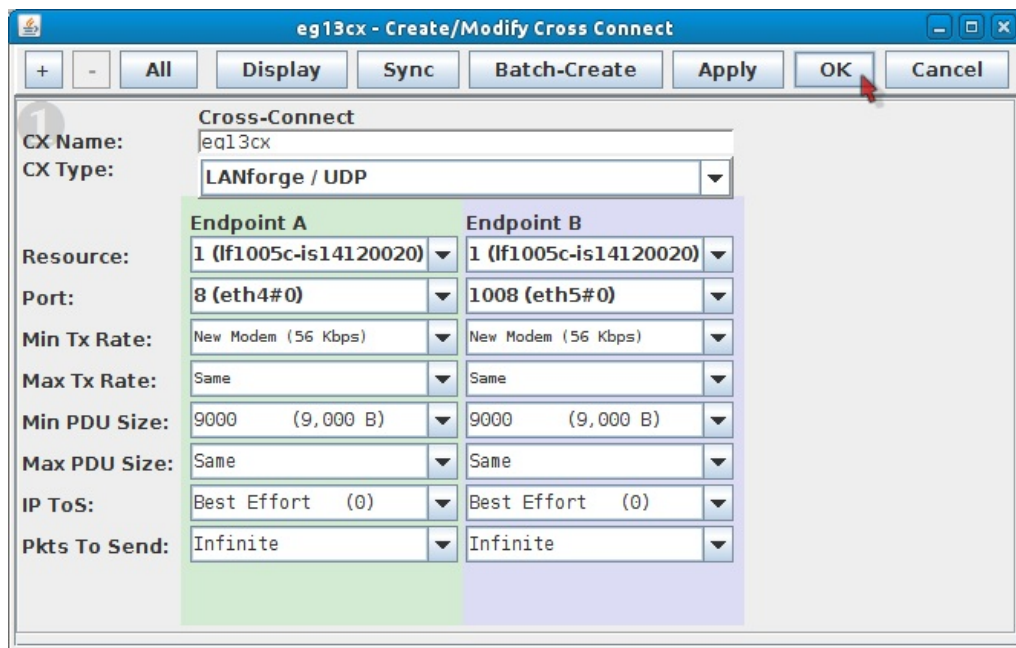 eg13cx - Create/Modify Cross Connect
+ - All Display Sync Batch-Create Apply OK Cancel
1
Cross-Connect
CX Name: eg13cx
CX Type: LANforge / UDP
Endpoint A Endpoint B
Resource: 1 (lf1005c-is14120020) 1 (lf1005c-is14120020)
Port: 8 (eth4#0) 1008 (eth5#0)
Min Tx Rate: New Modem (56 Kbps) New Modem (56 Kbps)
Max Tx Rate: Same Same
Min PDU Size: 9000 (9,000 B) 9000 (9,000 B)
Max PDU Size: Same Same
IP ToS: Best Effort (0) Best Effort (0)
Pkts To Send: Infinite Infinite